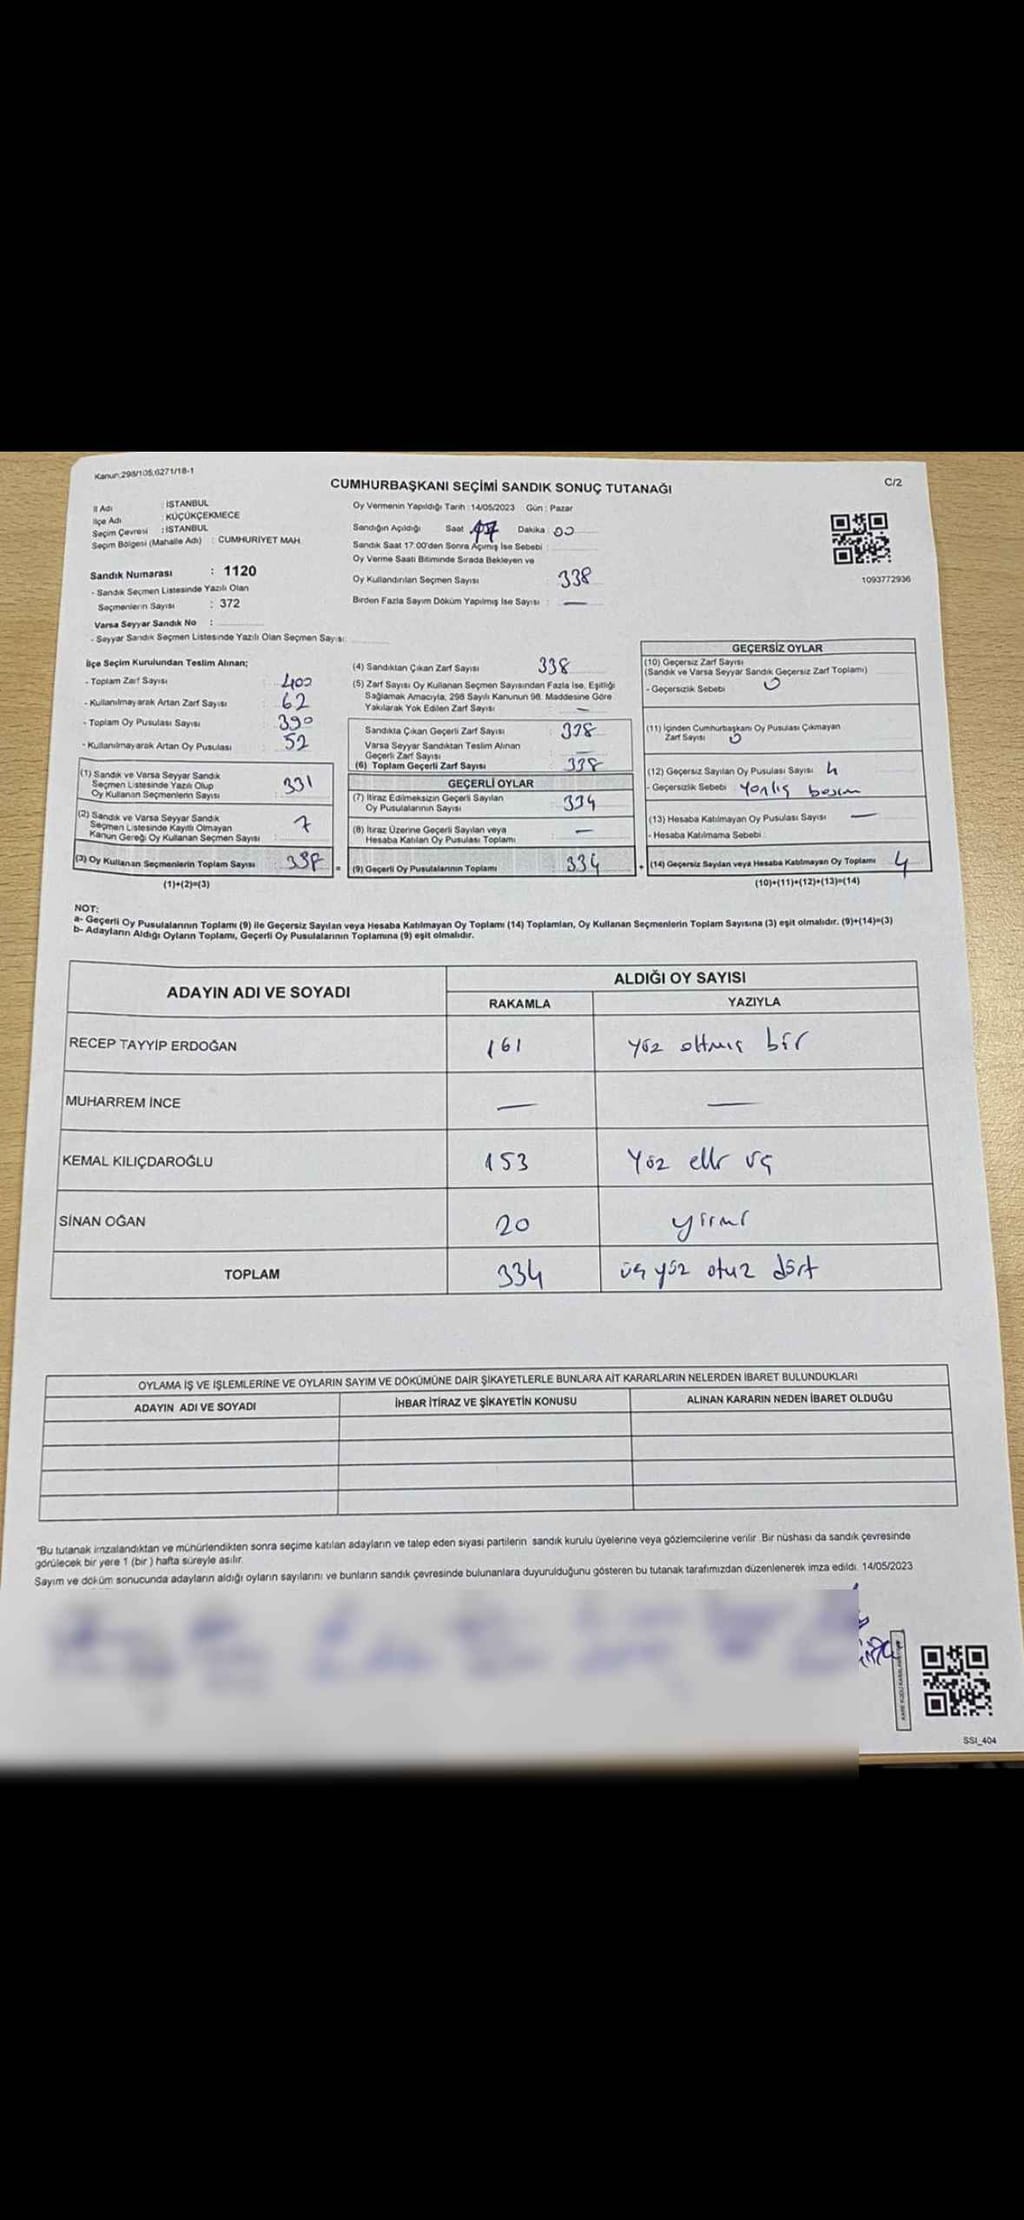 Kanun:298/105;6271/18-1
C/2
CUMHURBAŞKANI SEÇİMİ SANDIK SONUÇ TUTANAĞI
İl Adı : İSTANBUL
İlçe Adı : KÜÇÜKÇEKMECE
Seçim Çevresi : İSTANBUL
Seçim Bölgesi (Mahalle Adı) : CUMHURİYET MAH.
Sandık Numarası : 1120
- Sandık Seçmen Listesinde Yazılı Olan
Seçmenlerin Sayısı : 372
Varsa Seyyar Sandık No :
- Seyyar Sandık Seçmen Listesinde Yazılı Olan Seçmen Sayısı:
Oy Vermenin Yapıldığı Tarih :14/05/2023 Gün : Pazar
Sandığın Açıldığı Saat 17 Dakika 00
Sandık Saat 17:00'den Sonra Açılmış İse Sebebi :
Oy Verme Saati Bitiminde Sırada Bekleyen ve
Oy Kullandırılan Seçmen Sayısı : 338
Birden Fazla Sayım Döküm Yapılmış İse Sayısı : —
1093772936
İlçe Seçim Kurulundan Teslim Alınan;
- Toplam Zarf Sayısı : 400
- Kullanılmayarak Artan Zarf Sayısı : 62
- Toplam Oy Pusulası Sayısı : 390
- Kullanılmayarak Artan Oy Pusulası : 52
(1) Sandık ve Varsa Seyyar Sandık
Seçmen Listesinde Yazılı Olup
Oy Kullanan Seçmenlerin Sayısı : 331
(2) Sandık ve Varsa Seyyar Sandık
Seçmen Listesinde Kayıtlı Olmayan
Kanun Gereği Oy Kullanan Seçmen Sayısı : 7
(3) Oy Kullanan Seçmenlerin Toplam Sayısı : 338
(1)+(2)=(3)
(4) Sandıktan Çıkan Zarf Sayısı : 338
(5) Zarf Sayısı Oy Kullanan Seçmen Sayısından Fazla İse, Eşitliği
Sağlamak Amacıyla, 298 Sayılı Kanunun 98. Maddesine Göre
Yakılarak Yok Edilen Zarf Sayısı : —
Sandıkta Çıkan Geçerli Zarf Sayısı : 338
Varsa Seyyar Sandıktan Teslim Alınan
Geçerli Zarf Sayısı : —
(6) Toplam Geçerli Zarf Sayısı : 338
GEÇERLİ OYLAR
(7) İtiraz Edilmeksizin Geçerli Sayılan
Oy Pusulalarının Sayısı : 334
(8) İtiraz Üzerine Geçerli Sayılan veya
Hesaba Katılan Oy Pusulası Toplamı : —
= (9) Geçerli Oy Pusulalarının Toplamı : 334
GEÇERSİZ OYLAR
(10) Geçersiz Zarf Sayısı
(Sandık ve Varsa Seyyar Sandık Geçersiz Zarf Toplamı)
0
- Geçersizlik Sebebi :
(11) İçinden Cumhurbaşkanı Oy Pusulası Çıkmayan
Zarf Sayısı : 0
(12) Geçersiz Sayılan Oy Pusulası Sayısı : 4
- Geçersizlik Sebebi : Yanlış basım
(13) Hesaba Katılmayan Oy Pusulası Sayısı : —
- Hesaba Katılmama Sebebi :
+ (14) Geçersiz Sayılan veya Hesaba Katılmayan Oy Toplamı : 4
(10)+(11)+(12)+(13)=(14)
NOT:
a- Geçerli Oy Pusulalarının Toplamı (9) ile Geçersiz Sayılan veya Hesaba Katılmayan Oy Toplamı (14) Toplamları, Oy Kullanan Seçmenlerin Toplam Sayısına (3) eşit olmalıdır. (9)+(14)=(3)
b- Adayların Aldığı Oyların Toplamı, Geçerli Oy Pusulalarının Toplamına (9) eşit olmalıdır.
ADAYIN ADI VE SOYADI
ALDIĞI OY SAYISI
RAKAMLA YAZIYLA
RECEP TAYYİP ERDOĞAN 161 yüz altmış bir
MUHARREM İNCE — —
KEMAL KILIÇDAROĞLU 153 Yüz elli üç
SİNAN OĞAN 20 yirmi
TOPLAM 334 üç yüz otuz dört
OYLAMA İŞ VE İŞLEMLERİNE VE OYLARIN SAYIM VE DÖKÜMÜNE DAİR ŞİKAYETLERLE BUNLARA AİT KARARLARIN NELERDEN İBARET BULUNDUKLARI
ADAYIN ADI VE SOYADI İHBAR İTİRAZ VE ŞİKAYETİN KONUSU ALINAN KARARIN NEDEN İBARET OLDUĞU
"Bu tutanak imzalandıktan ve mühürlendikten sonra seçime katılan adayların ve talep eden siyasi partilerin sandık kurulu üyelerine veya gözlemcilerine verilir. Bir nüshası da sandık çevresinde
görülecek bir yere 1 (bir ) hafta süreyle asılır.
Sayım ve döküm sonucunda adayların aldığı oyların sayılarını ve bunların sandık çevresinde bulunanlara duyurulduğunu gösteren bu tutanak tarafımızdan düzenlenerek imza edildi. 14/05/2023
SSI_404